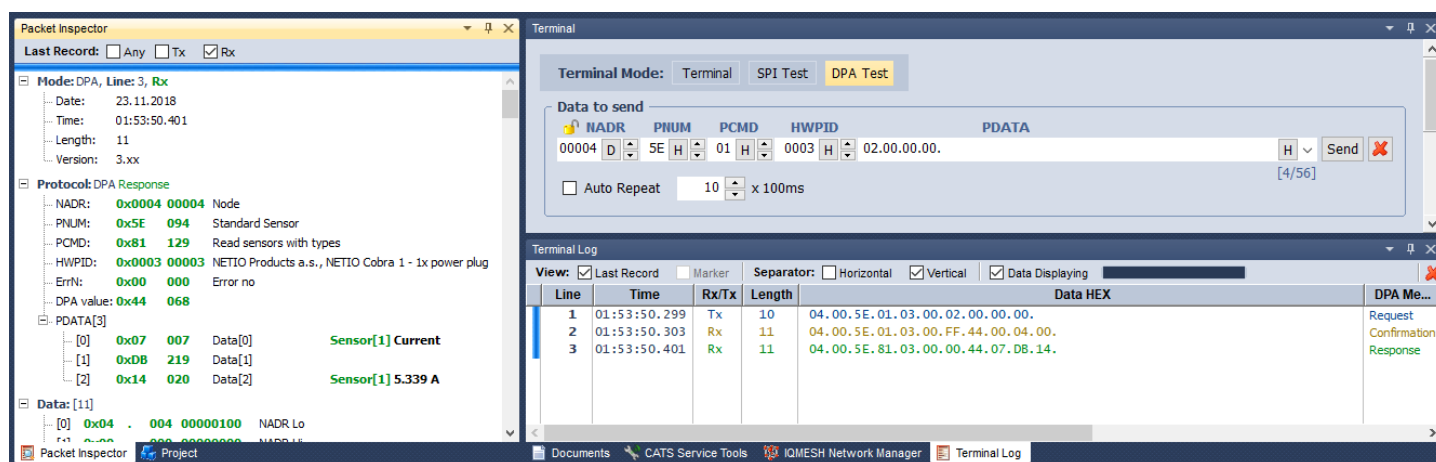 Packet Inspector
Last Record: Any Tx Rx
Mode: DPA, Line: 3, Rx
Date: 23.11.2018
Time: 01:53:50.401
Length: 11
Version: 3.xx
Protocol: DPA Response
NADR: 0x0004 00004 Node
PNUM: 0x5E 094 Standard Sensor
PCMD: 0x81 129 Read sensors with types
HWPID: 0x0003 00003 NETIO Products a.s., NETIO Cobra 1 - 1x power plug
ErrN: 0x00 000 Error no
DPA value: 0x44 068
PDATA[3]
[0] 0x07 007 Data[0] Sensor[1] Current
[1] 0xDB 219 Data[1]
[2] 0x14 020 Data[2] Sensor[1] 5.339 A
Data: [11]
[0] 0x04 . 004 00000100 NADR Lo
Packet Inspector Project
Terminal
Terminal Mode: Terminal SPI Test DPA Test
Data to send
NADR PNUM PCMD HWPID PDATA
00004 D 5E H 01 H 0003 H 02.00.00.00. H Send
[4/56]
Auto Repeat 10 x 100ms
Terminal Log
View: Last Record Marker Separator: Horizontal Vertical Data Displaying
Line Time Rx/Tx Length Data HEX DPA Me...
1 01:53:50.299 Tx 10 04.00.5E.01.03.00.02.00.00.00. Request
2 01:53:50.303 Rx 11 04.00.5E.01.03.00.FF.44.00.04.00. Confirmation
3 01:53:50.401 Rx 11 04.00.5E.81.03.00.00.44.07.DB.14. Response
Documents CATS Service Tools IQMESH Network Manager Terminal Log